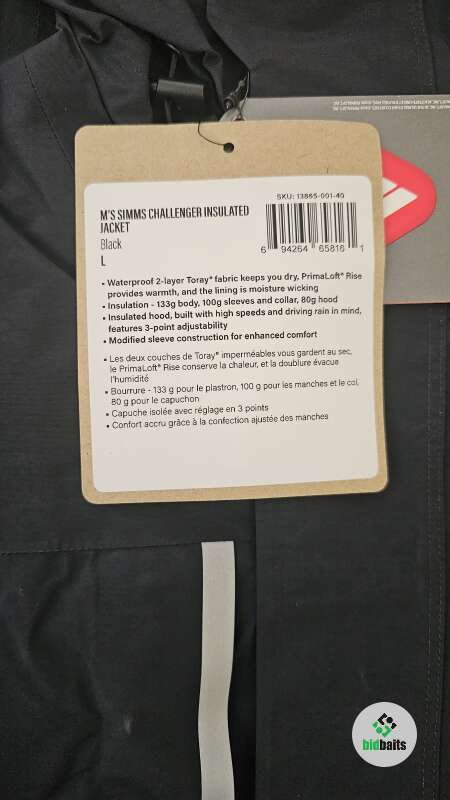 M'S SIMMS CHALLENGER INSULATED
JACKET
Black
L
SKU: 13865-001-40
6 94264 65816 1
• Waterproof 2-layer Toray® fabric keeps you dry, PrimaLoft® Rise
provides warmth, and the lining is moisture wicking
• Insulation - 133g body, 100g sleeves and collar, 80g hood
• Insulated hood, built with high speeds and driving rain in mind,
features 3-point adjustability
• Modified sleeve construction for enhanced comfort
• Les deux couches de Toray® imperméables vous gardent au sec,
le PrimaLoft® Rise conserve la chaleur, et la doublure évacue
l'humidité
• Bourrure - 133 g pour le plastron, 100 g pour les manches et le col,
80 g pour le capuchon
• Capuche isolée avec réglage en 3 points
• Confort accru grâce à la confection ajustée des manches
bidbaits